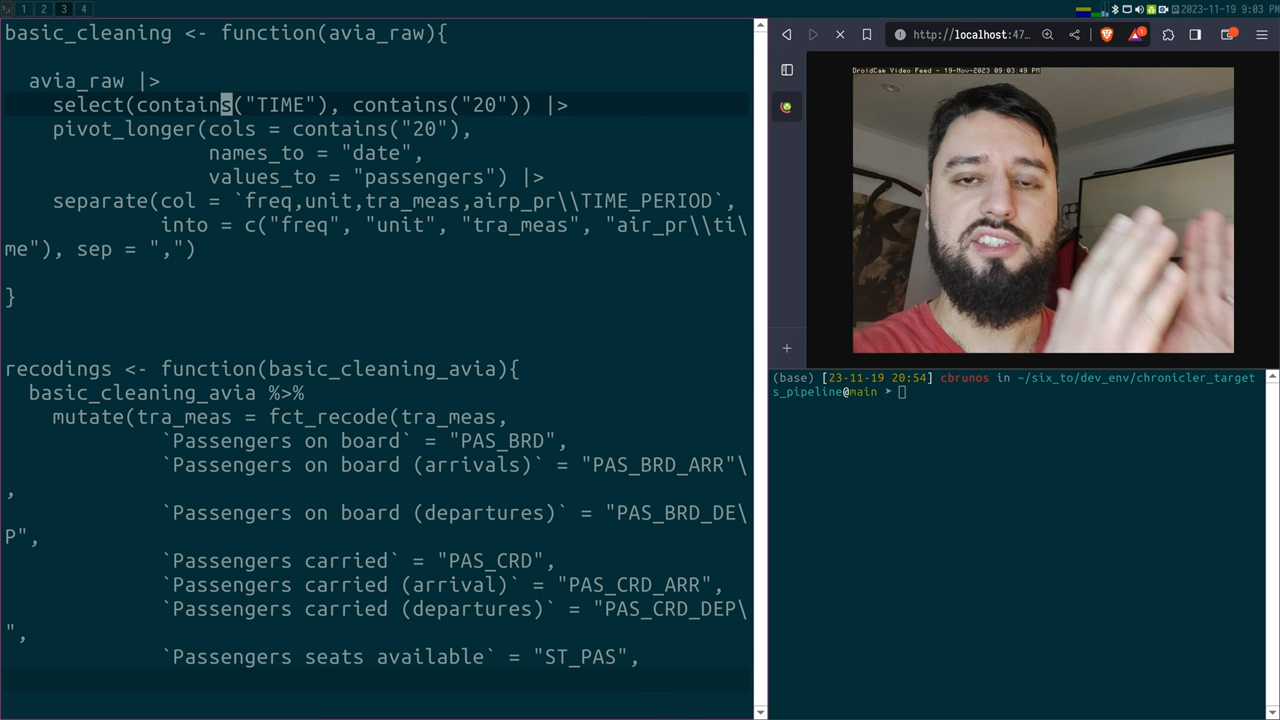 1 2 3 4
2023-11-19 9:03 PM
basic_cleaning <- function(avia_raw){
avia_raw |>
select(contains("TIME"), contains("20")) |>
pivot_longer(cols = contains("20"),
names_to = "date",
values_to = "passengers") |>
separate(col = `freq,unit,tra_meas,airp_pr\\TIME_PERIOD`,
into = c("freq", "unit", "tra_meas", "air_pr\\ti\
me"), sep = ",")
}
recodings <- function(basic_cleaning_avia){
basic_cleaning_avia %>%
mutate(tra_meas = fct_recode(tra_meas,
`Passengers on board` = "PAS_BRD",
`Passengers on board (arrivals)` = "PAS_BRD_ARR"\
,
`Passengers on board (departures)` = "PAS_BRD_DE\
P",
`Passengers carried` = "PAS_CRD",
`Passengers carried (arrival)` = "PAS_CRD_ARR",
`Passengers carried (departures)` = "PAS_CRD_DEP\
",
`Passengers seats available` = "ST_PAS",
http://localhost:47...
1
DroidCam Video Feed - 19-Nov-2023 09:03:49 PM
(base) [23-11-19 20:54] cbrunos in ~/six_to/dev_env/chronicler_target
s_pipeline@main ➤